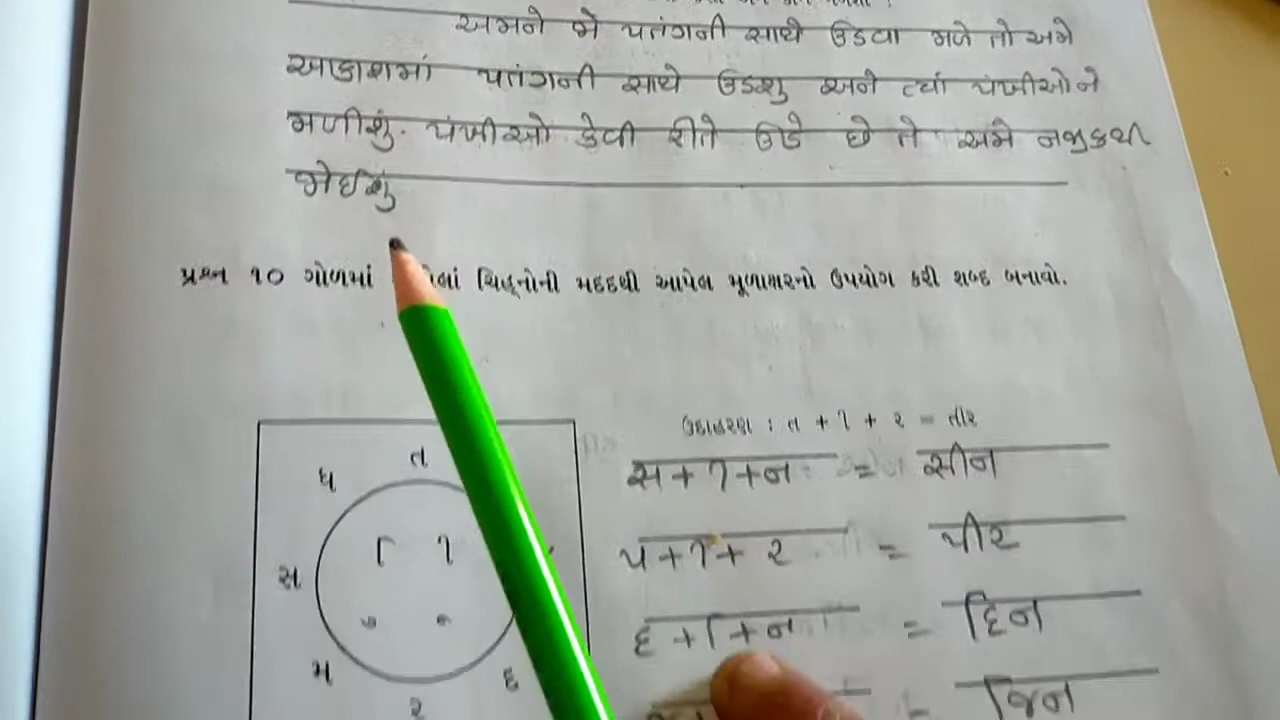 અમને જો પતંગની સાથે ઉડવા મળે તો અમે
આકાશમાં પતંગની સાથે ઉડશુ અને ત્યાં પંખીઓને
મળીશું. પંખીઓ કેવી રીતે ઊડે છે તે અમે નજીકથી
જોઈશું
પ્રશ્ન ૧૦ ગોળમાં ચિહ્નોની મદદથી આપેલ મૂળાક્ષરનો ઉપયોગ કરી શબ્દ બનાવો.
ઉદાહરણ : ત + ી + ર = તીર
ત
ધ
સ + ી + ન = સીન
િ ી
પ + ી + ર = પીર
સ
ુ ં
દ + િ + ન = દિન
મ
દ
ર
= જિન